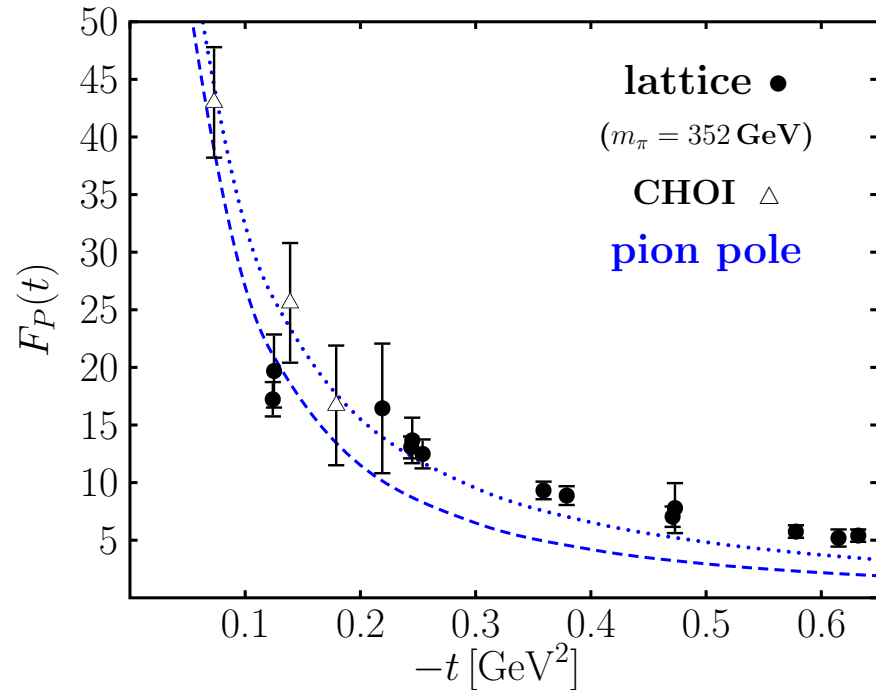 50
45
40
35
30
25
20
15
10
5
F_P(t)
lattice ●
(m_π = 352 GeV)
CHOI △
pion pole
0.1 0.2 0.3 0.4 0.5 0.6
−t [GeV²]